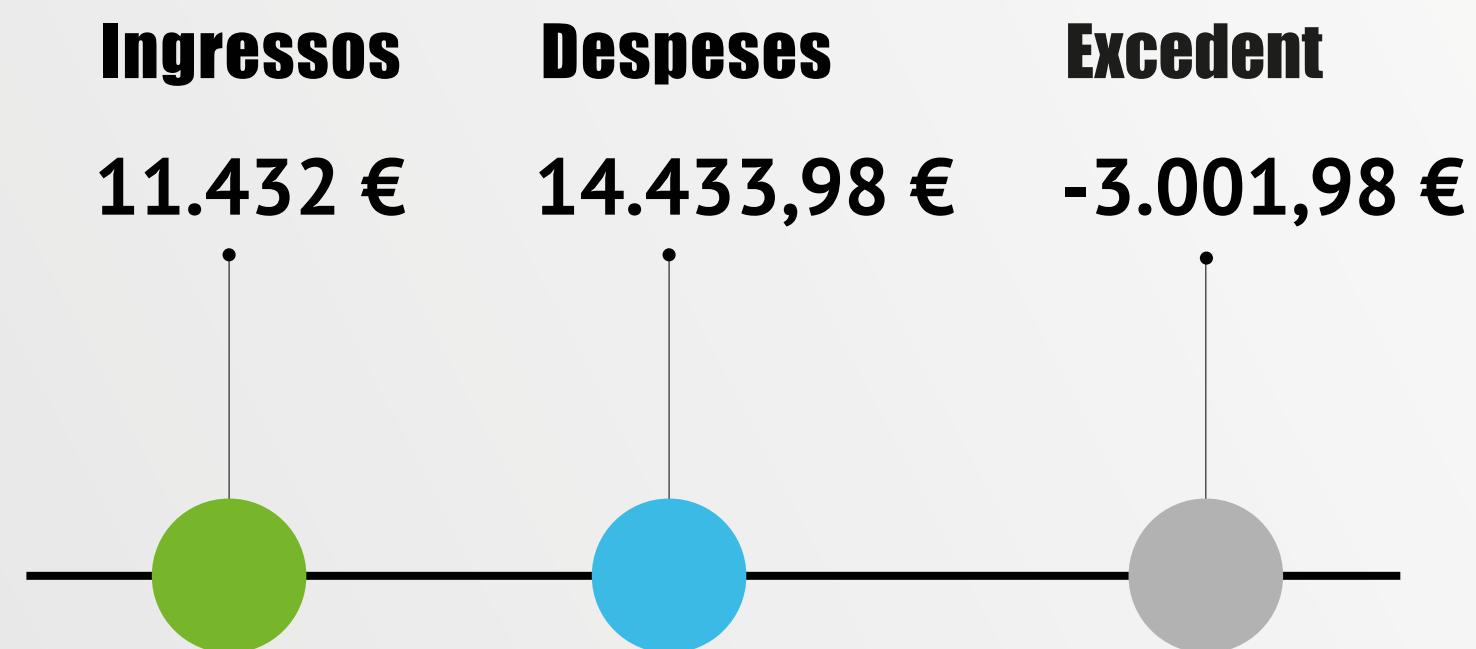 Ingressos Despeses Excedent
11.432 € 14.433,98 € -3.001,98 €